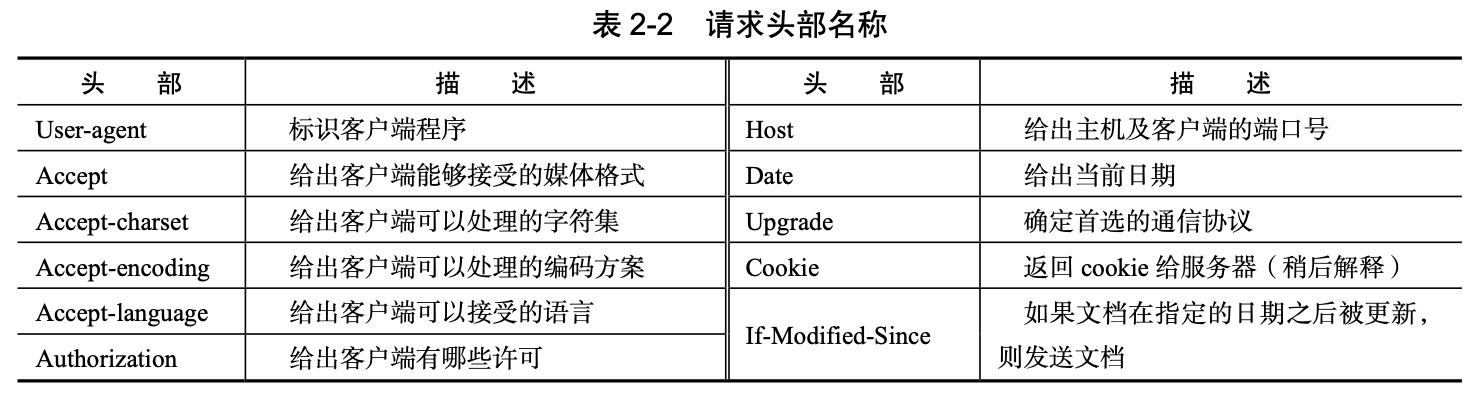 表 2-2 请求头部名称
头 部 描 述 头 部 描 述
User-agent 标识客户端程序 Host 给出主机及客户端的端口号
Accept 给出客户端能够接受的媒体格式 Date 给出当前日期
Accept-charset 给出客户端可以处理的字符集 Upgrade 确定首选的通信协议
Accept-encoding 给出客户端可以处理的编码方案 Cookie 返回 cookie 给服务器（稍后解释）
Accept-language 给出客户端可以接受的语言 If-Modified-Since 如果文档在指定的日期之后被更新，
Authorization 给出客户端有哪些许可 则发送文档